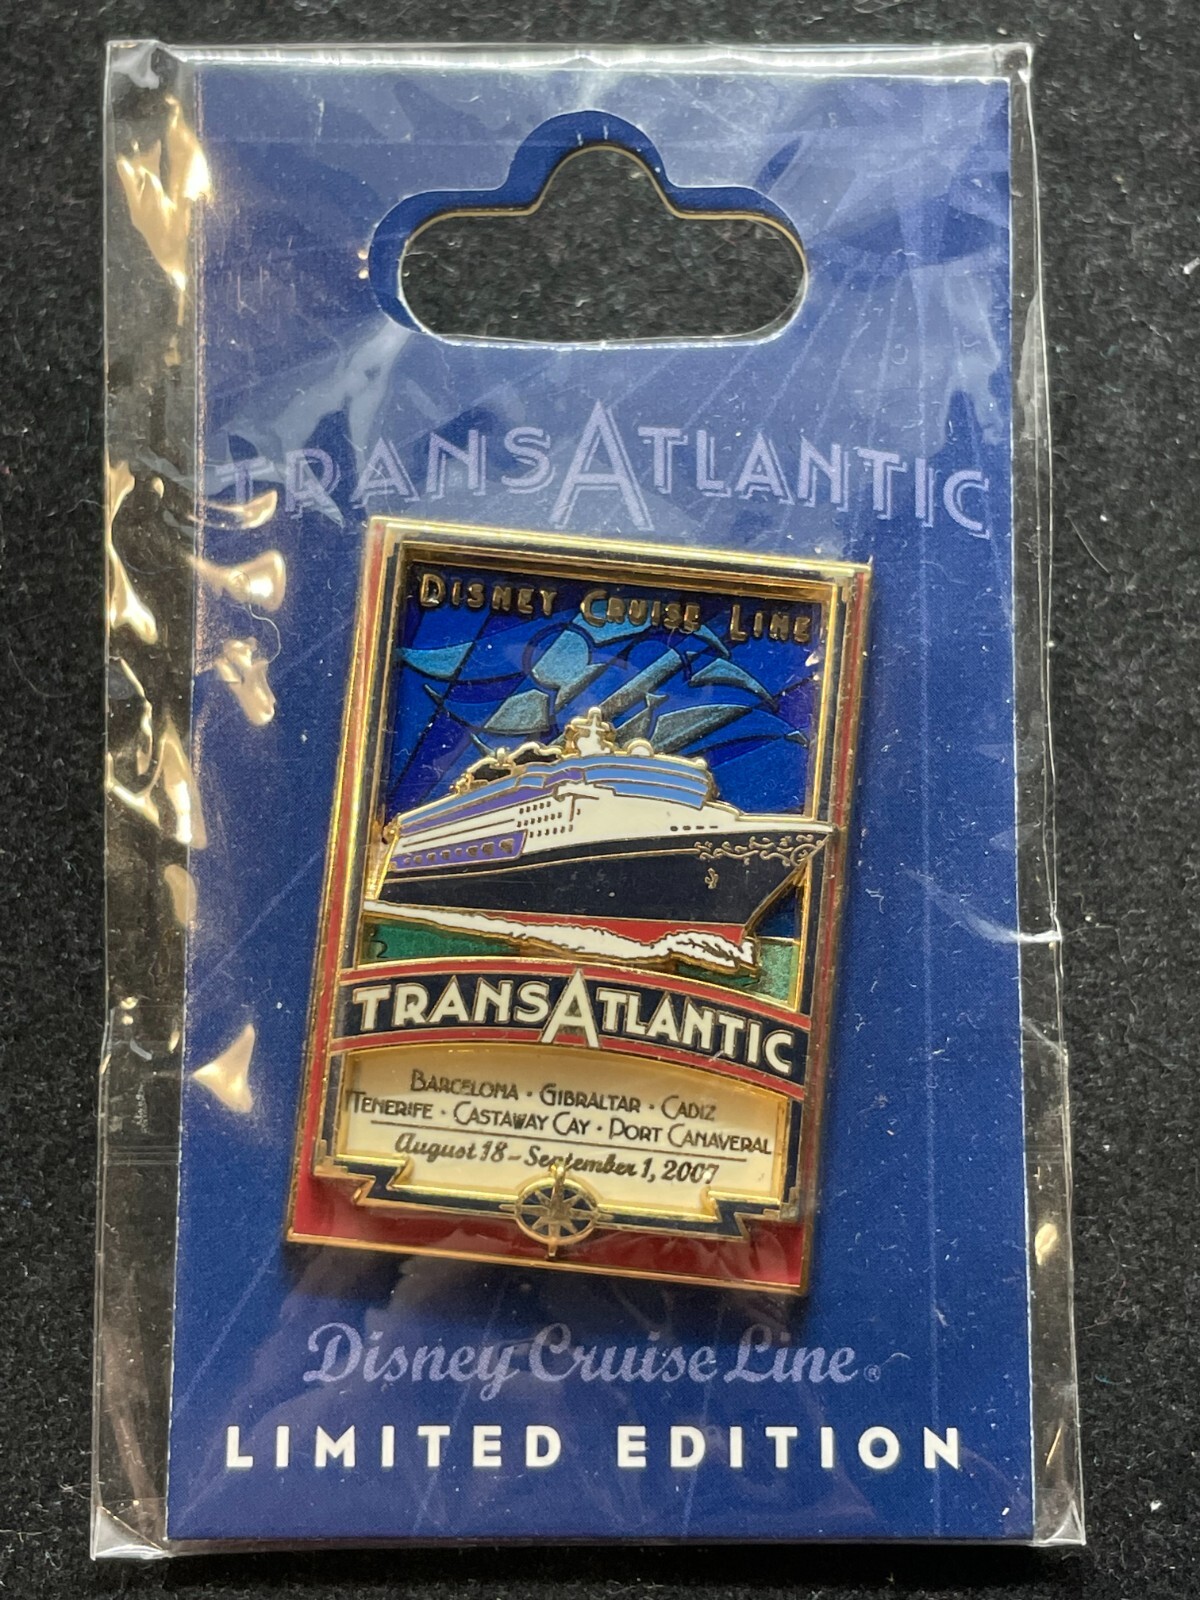 TRANSATLANTIC
DISNEY CRUISE LINE
TRANSATLANTIC
BARCELONA · GIBRALTAR · CADIZ
TENERIFE · CASTAWAY CAY · PORT CANAVERAL
August 18 – September 1, 2007
Disney Cruise Line®
LIMITED EDITION